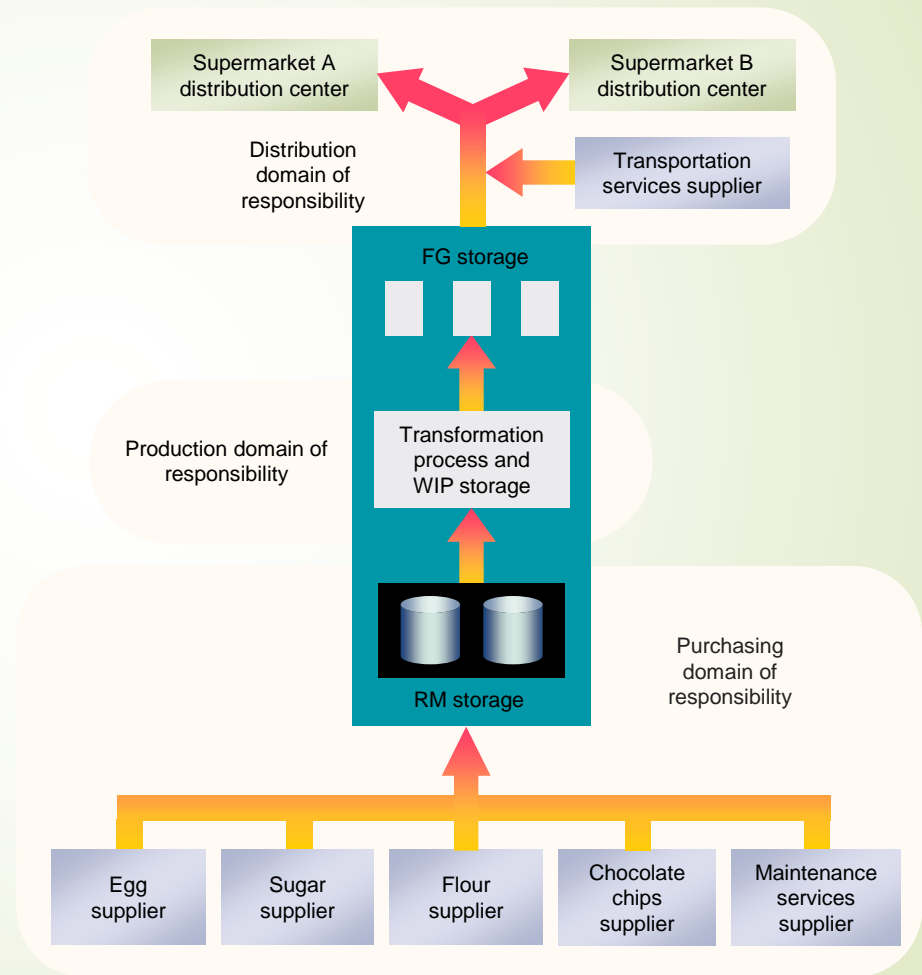 Supermarket A
distribution center
Supermarket B
distribution center
Distribution
domain of
responsibility
Transportation
services supplier
FG storage
Production domain of
responsibility
Transformation
process and
WIP storage
Purchasing
domain of
responsibility
RM storage
Egg
supplier
Sugar
supplier
Flour
supplier
Chocolate
chips
supplier
Maintenance
services
supplier